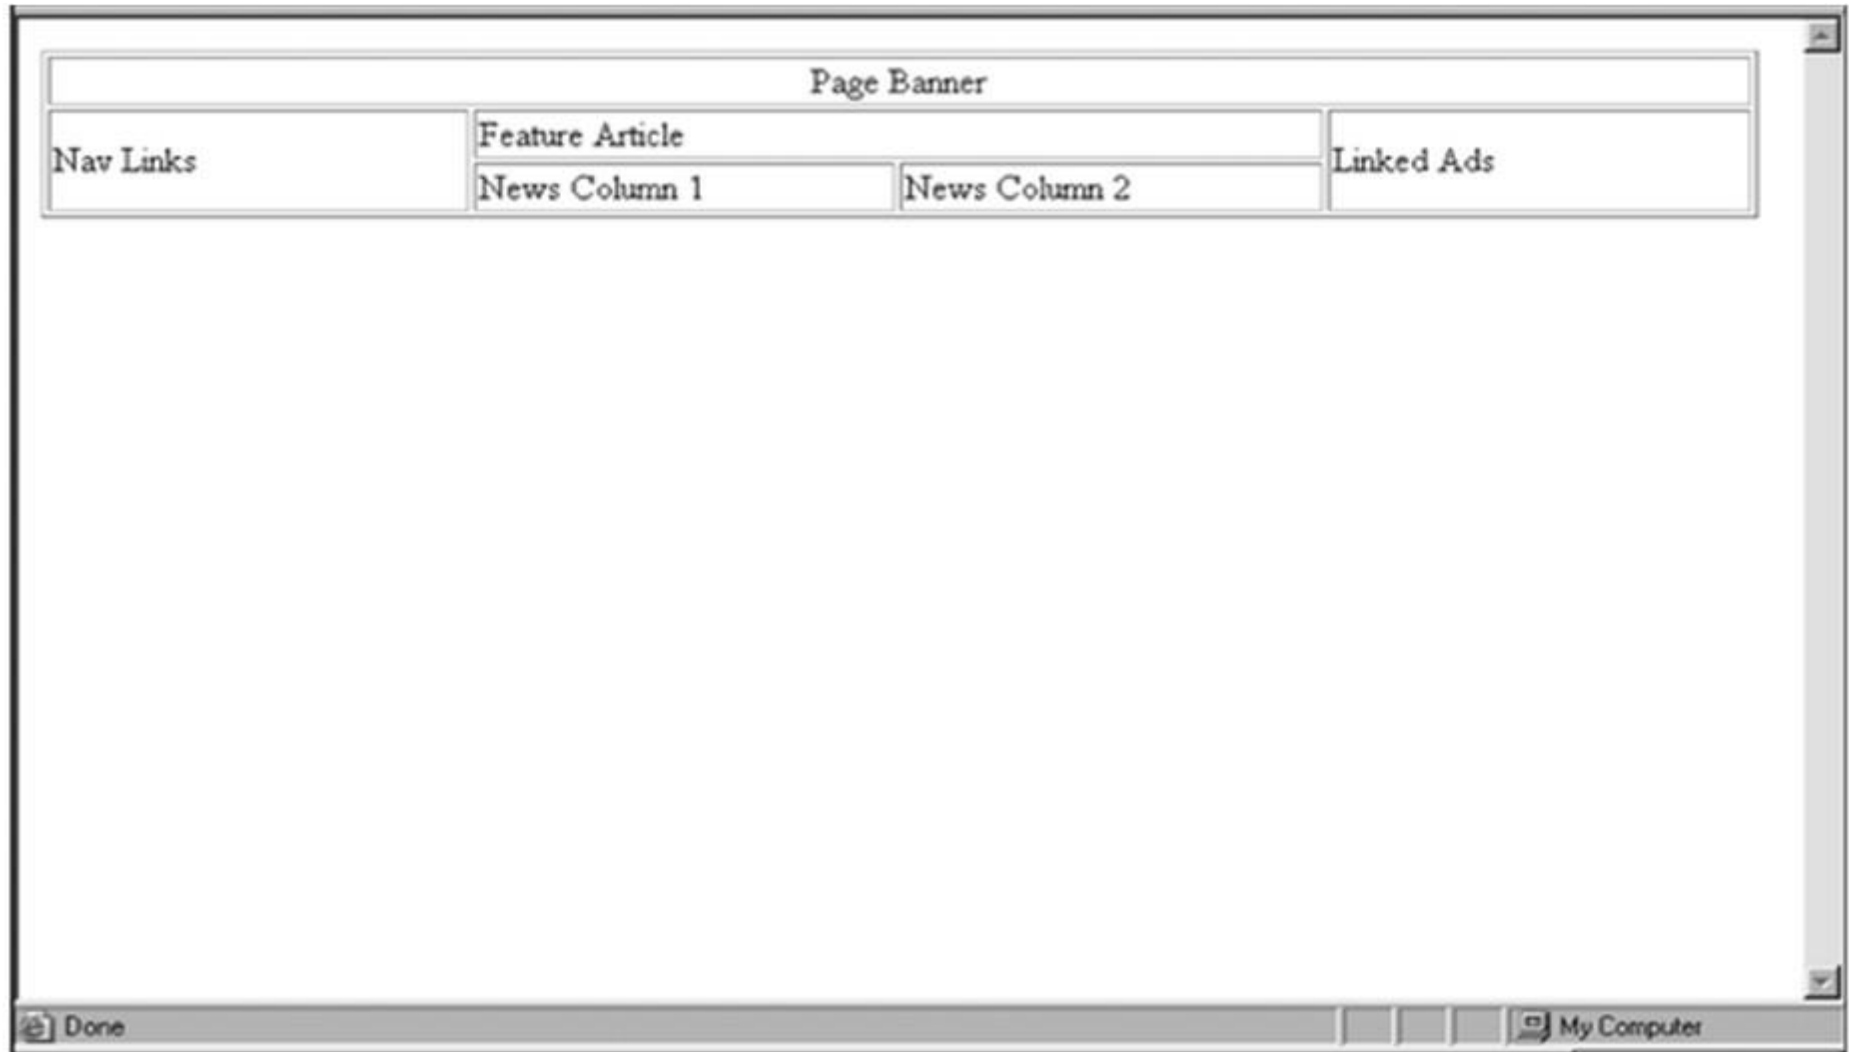 Page Banner
Nav Links
Feature Article
Linked Ads
News Column 1
News Column 2
Done
My Computer